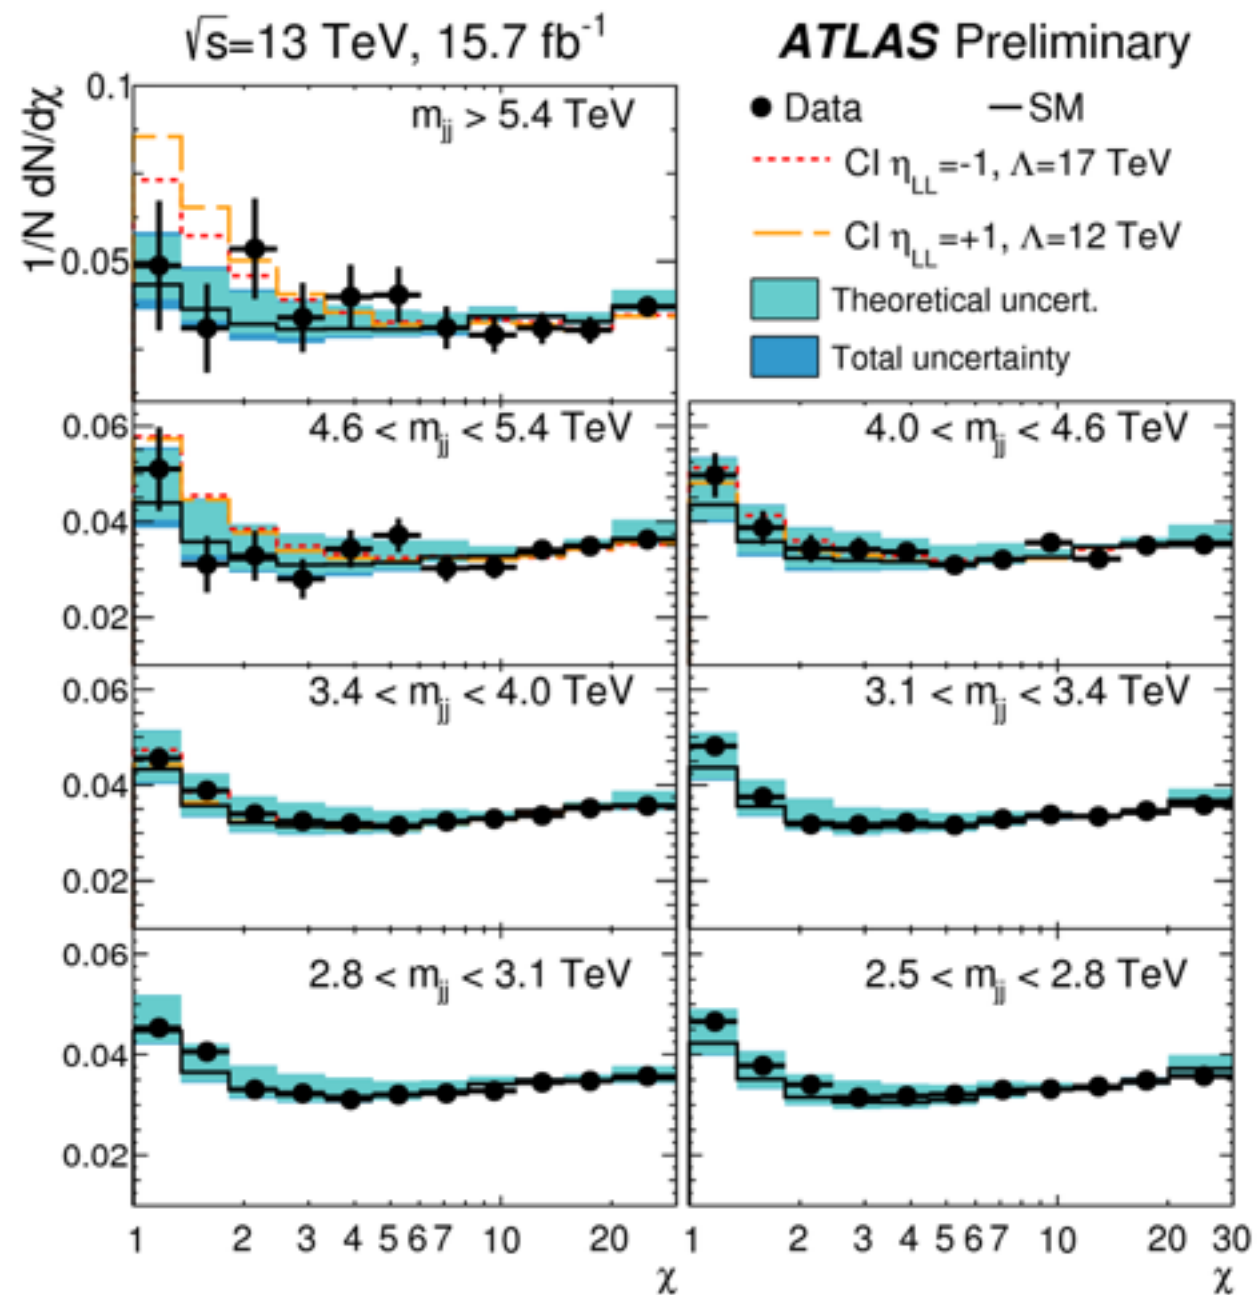 √s=13 TeV, 15.7 fb⁻¹
ATLAS Preliminary
Data
SM
CI η_LL=-1, Λ=17 TeV
CI η_LL=+1, Λ=12 TeV
Theoretical uncert.
Total uncertainty
1/N dN/dχ
0.1
0.05
m_jj > 5.4 TeV
0.06
0.04
0.02
4.6 < m_jj < 5.4 TeV
4.0 < m_jj < 4.6 TeV
0.06
0.04
0.02
3.4 < m_jj < 4.0 TeV
3.1 < m_jj < 3.4 TeV
0.06
0.04
0.02
2.8 < m_jj < 3.1 TeV
2.5 < m_jj < 2.8 TeV
1 2 3 4 5 6 7 10 20
1 2 3 4 5 6 7 10 20 30
χ
χ